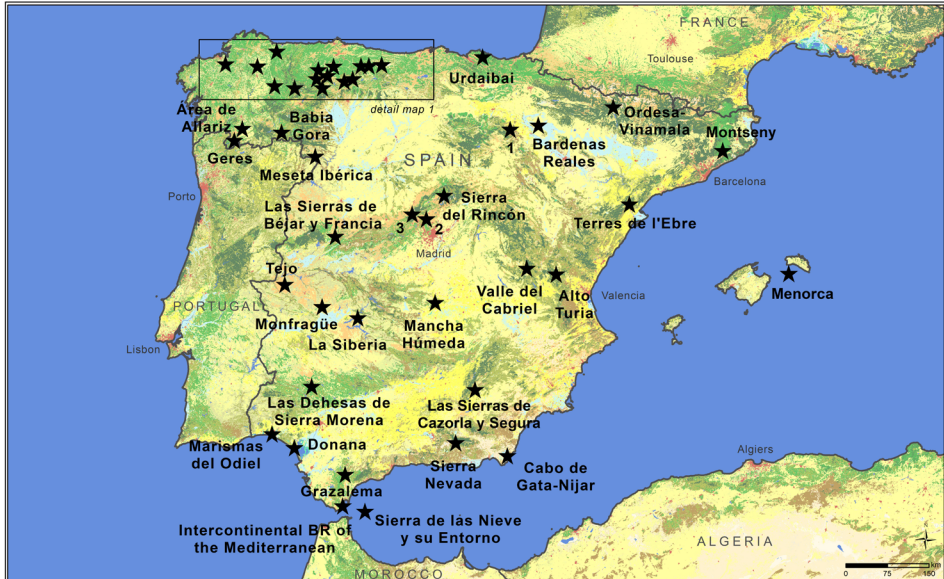 FRANCE
Toulouse
Urdaibai
detail map 1
Ordesa-
Vinamala
Área de
Allariz
Babia
Gora
Montseny
1
Bardenas
Reales
Geres
SPAIN
Meseta Ibérica
Barcelona
Porto
Las Sierras de
Béjar y Francia
Sierra
del Rincón
3
2
Terres de l'Ebre
Madrid
Tejo
Valle del
Cabriel
Alto
Turia
Valencia
Menorca
PORTUGAL
Monfragüe
La Siberia
Mancha
Húmeda
Lisbon
Las Dehesas de
Sierra Morena
Las Sierras de
Cazorla y Segura
Marismas
del Odiel
Donana
Sierra
Nevada
Cabo de
Gata-Nijar
Algiers
Grazalema
Intercontinental BR of
the Mediterranean
Sierra de las Nieve
y su Entorno
ALGERIA
MOROCCO
km
0 75 150